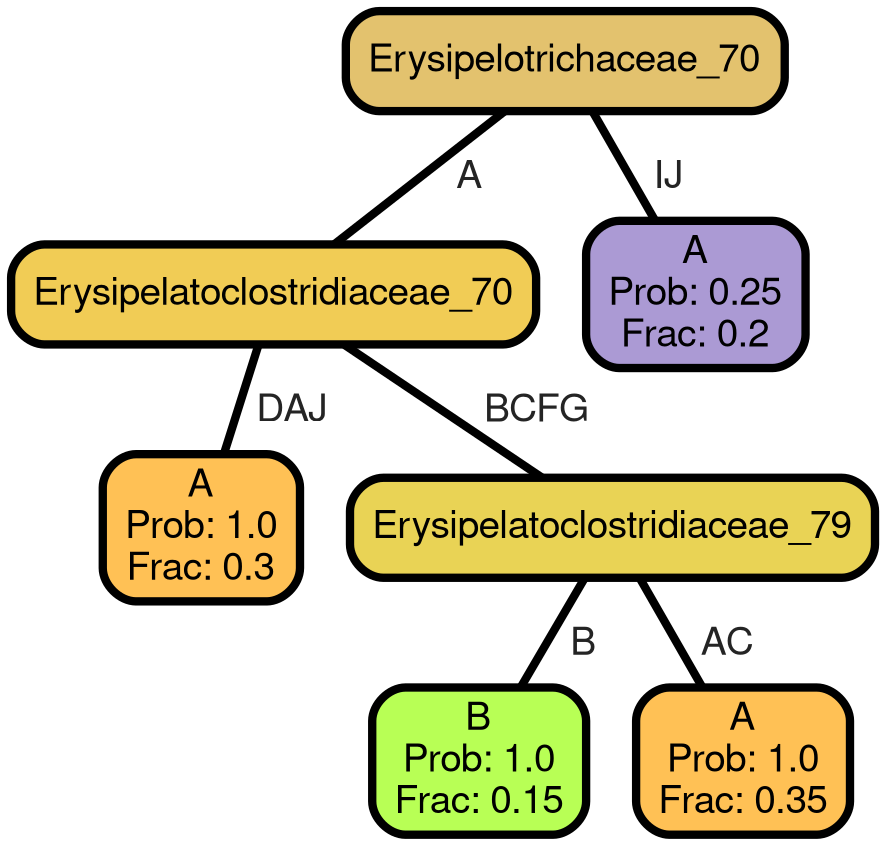 Erysipelotrichaceae_70
A
IJ
Erysipelatoclostridiaceae_70
A
Prob: 0.25
Frac: 0.2
DAJ
BCFG
A
Prob: 1.0
Frac: 0.3
Erysipelatoclostridiaceae_79
B
AC
B
Prob: 1.0
Frac: 0.15
A
Prob: 1.0
Frac: 0.35